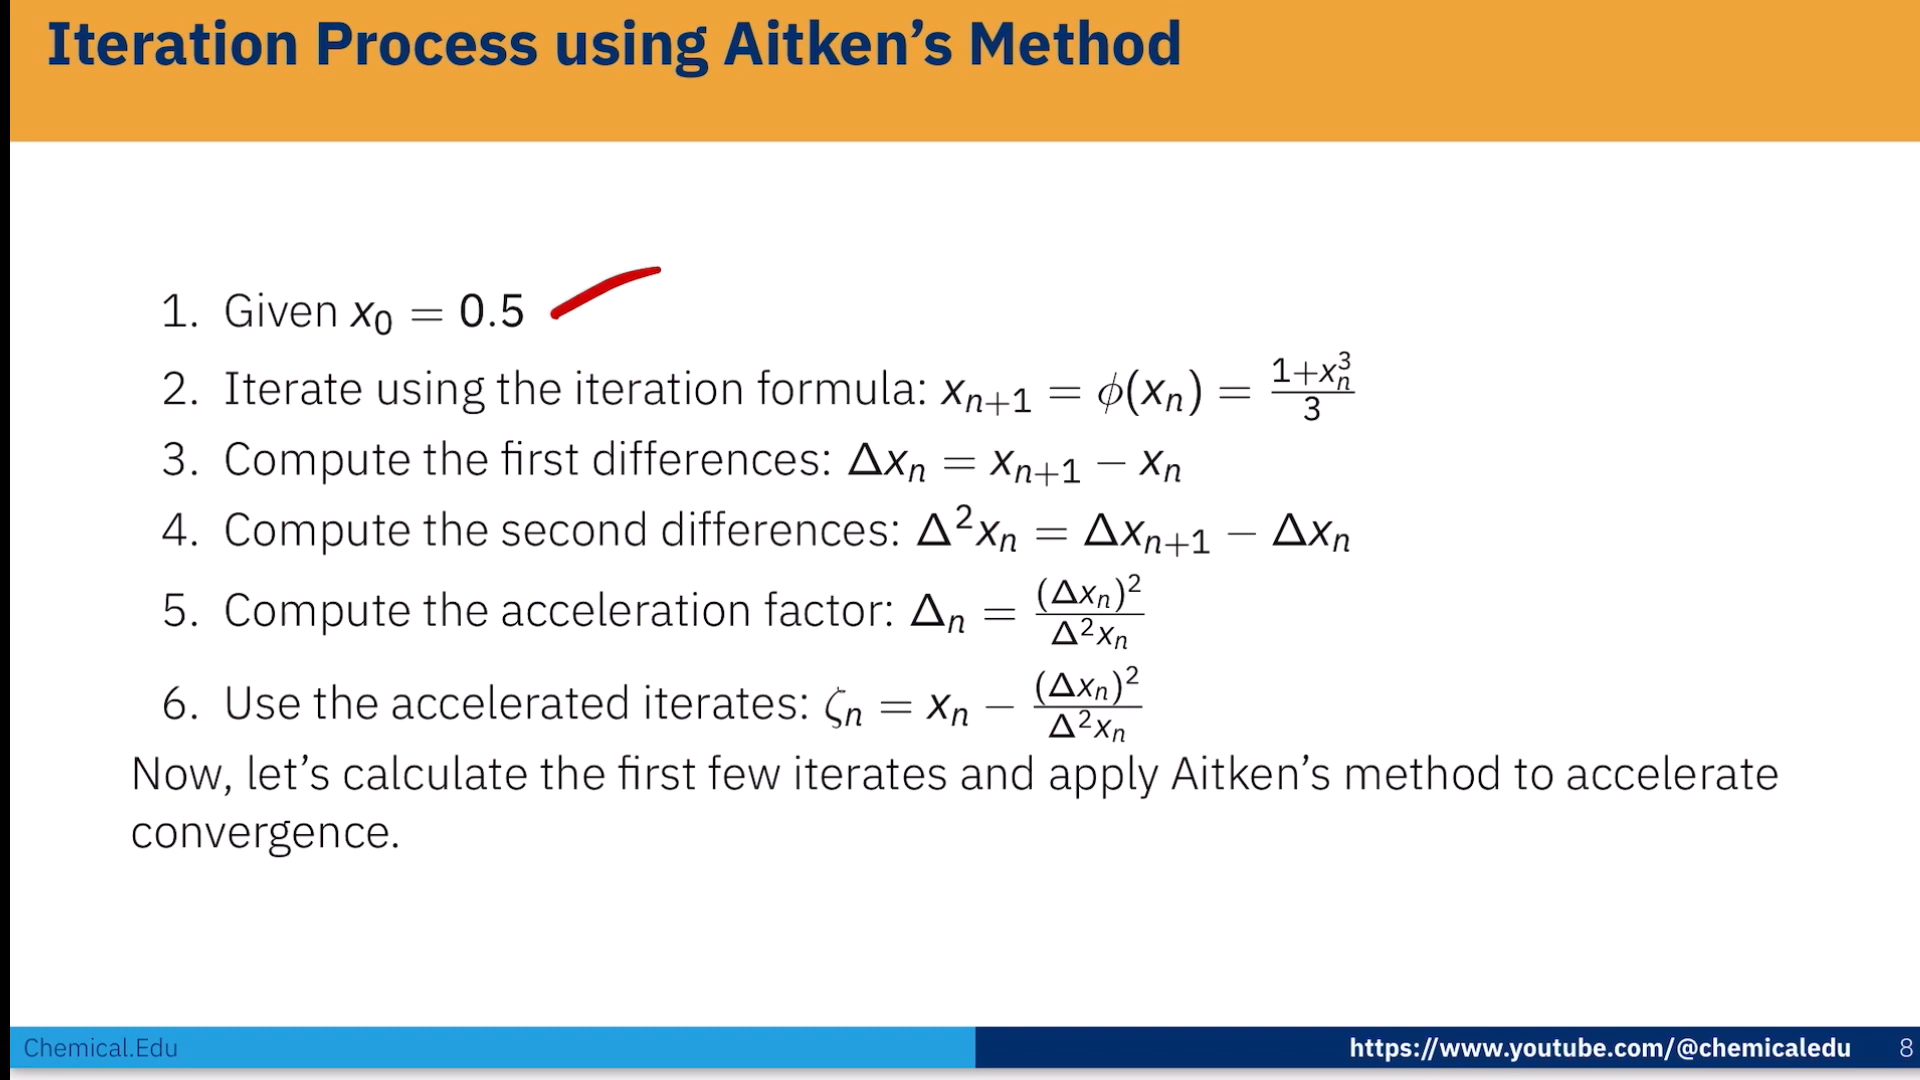 Iteration Process using Aitken's Method
1. Given x₀ = 0.5
2. Iterate using the iteration formula: xₙ₊₁ = ϕ(xₙ) = (1+xₙ³)/3
3. Compute the first differences: Δxₙ = xₙ₊₁ − xₙ
4. Compute the second differences: Δ²xₙ = Δxₙ₊₁ − Δxₙ
5. Compute the acceleration factor: Δₙ = (Δxₙ)²/Δ²xₙ
6. Use the accelerated iterates: ζₙ = xₙ − (Δxₙ)²/Δ²xₙ
Now, let's calculate the first few iterates and apply Aitken's method to accelerate
convergence.
Chemical.Edu https://www.youtube.com/@chemicaledu 8